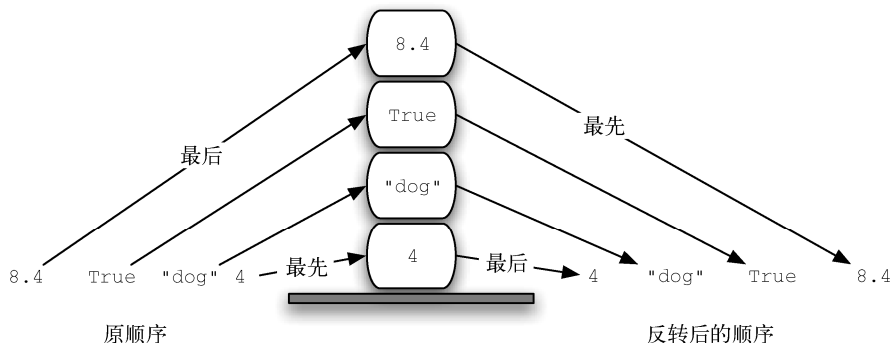 8.4
True
最先
最后
"dog"
4
最先
最后
8.4 True "dog" 4
4 "dog" True 8.4
原顺序
反转后的顺序